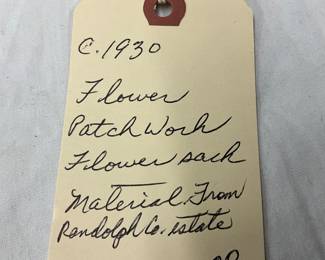 C. 1930
Flower
Patch Work
Flower sack
Material. From
Randolph Co. estate